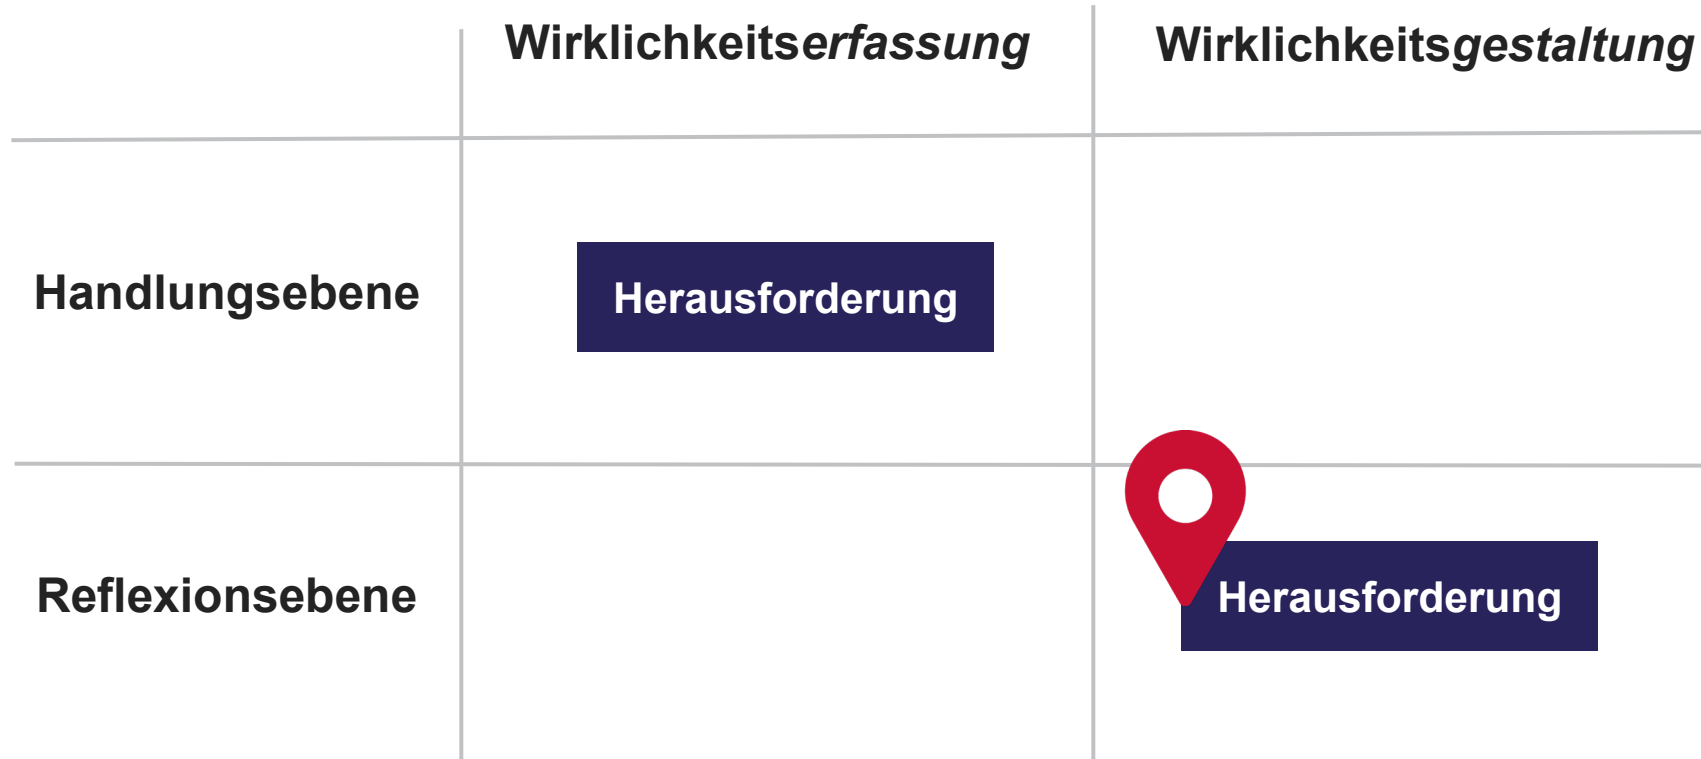 Wirklichkeitserfassung
Wirklichkeitsgestaltung
Handlungsebene
Herausforderung
Reflexionsebene
Herausforderung